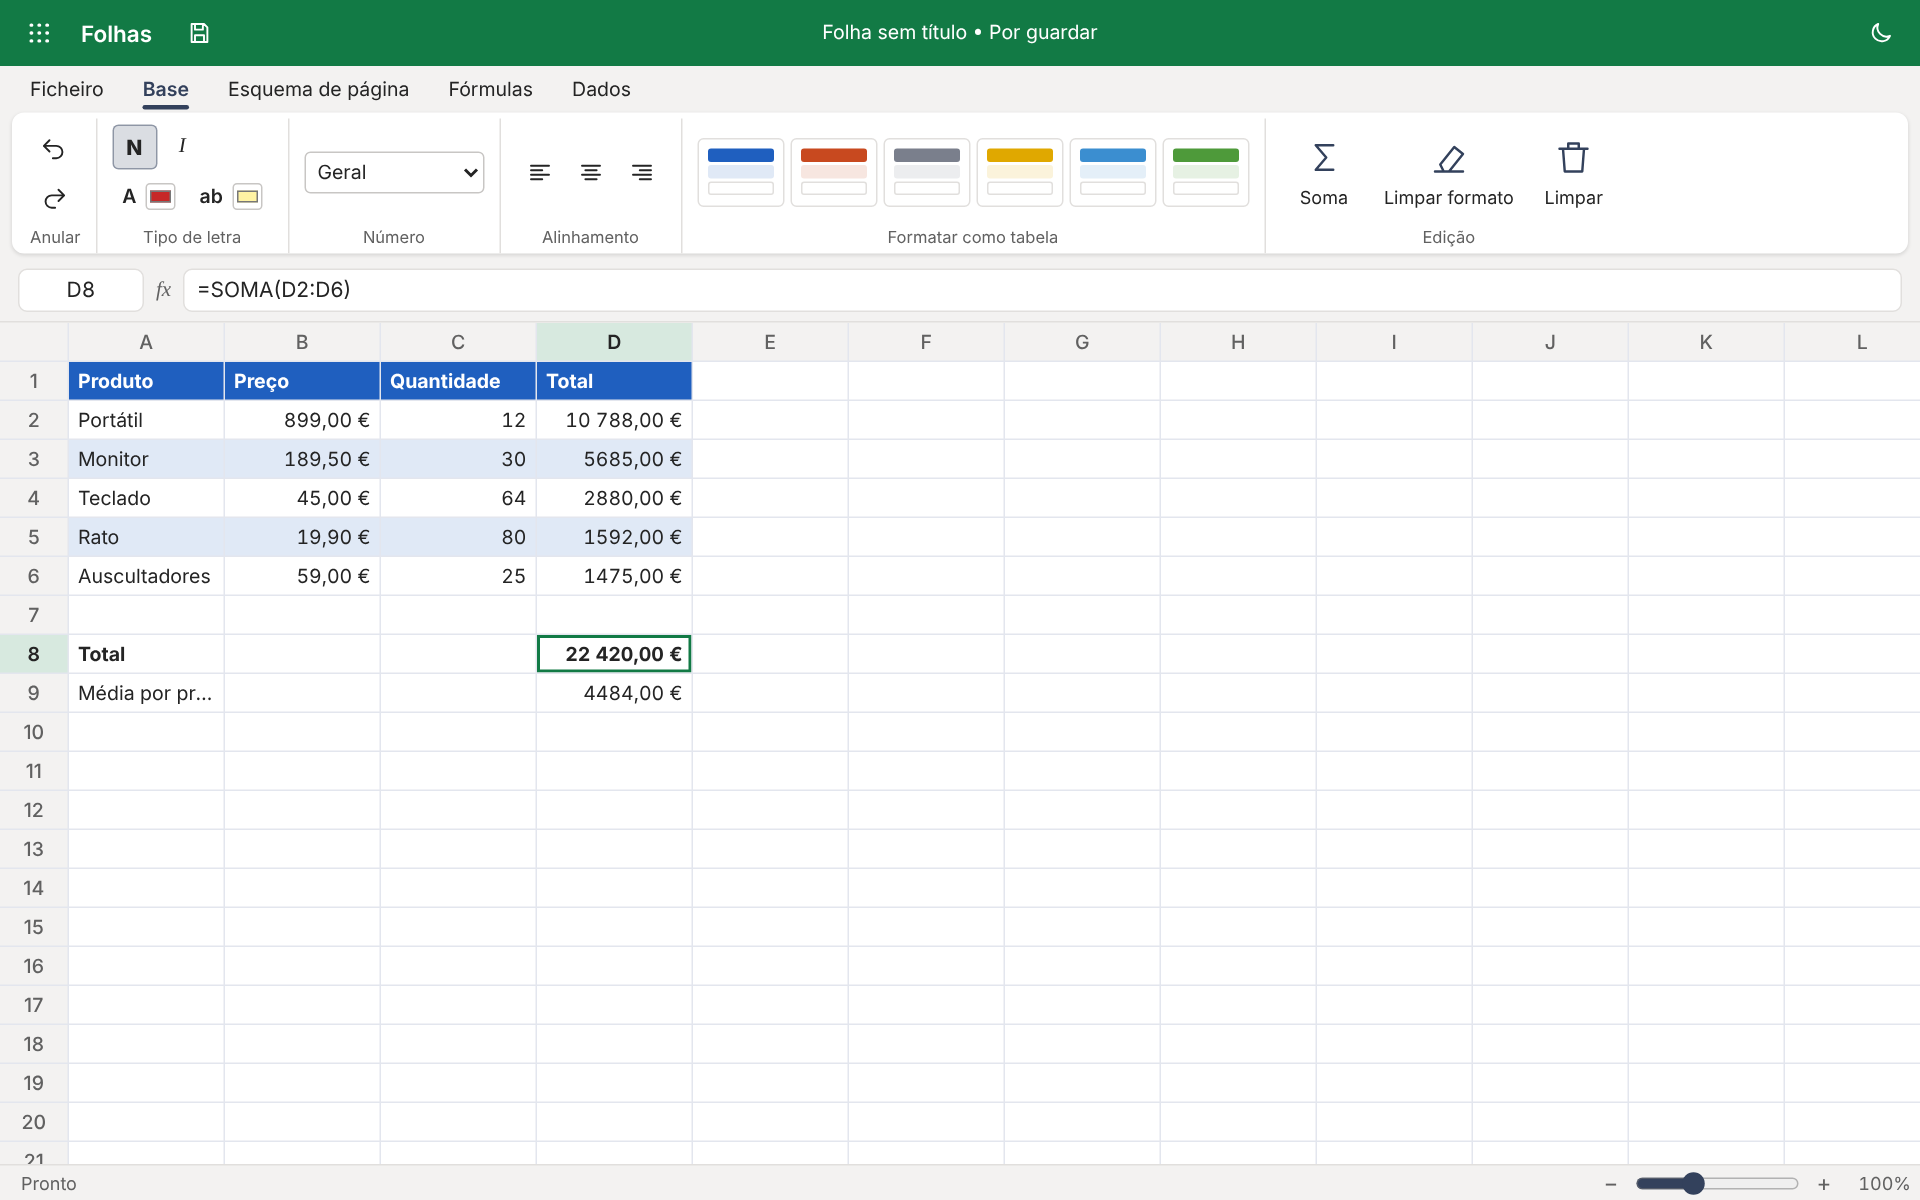 Folhas
Folha sem título • Por guardar
Ficheiro Base Esquema de página Fórmulas Dados
N I
A ab
Geral
Soma Limpar formato Limpar
Anular Tipo de letra Número Alinhamento Formatar como tabela Edição
D8 fx =SOMA(D2:D6)
A B C D E F G H I J K L
1 Produto Preço Quantidade Total
2 Portátil 899,00 € 12 10 788,00 €
3 Monitor 189,50 € 30 5685,00 €
4 Teclado 45,00 € 64 2880,00 €
5 Rato 19,90 € 80 1592,00 €
6 Auscultadores 59,00 € 25 1475,00 €
7
8 Total 22 420,00 €
9 Média por pr... 4484,00 €
10
11
12
13
14
15
16
17
18
19
20
21
Pronto − + 100%